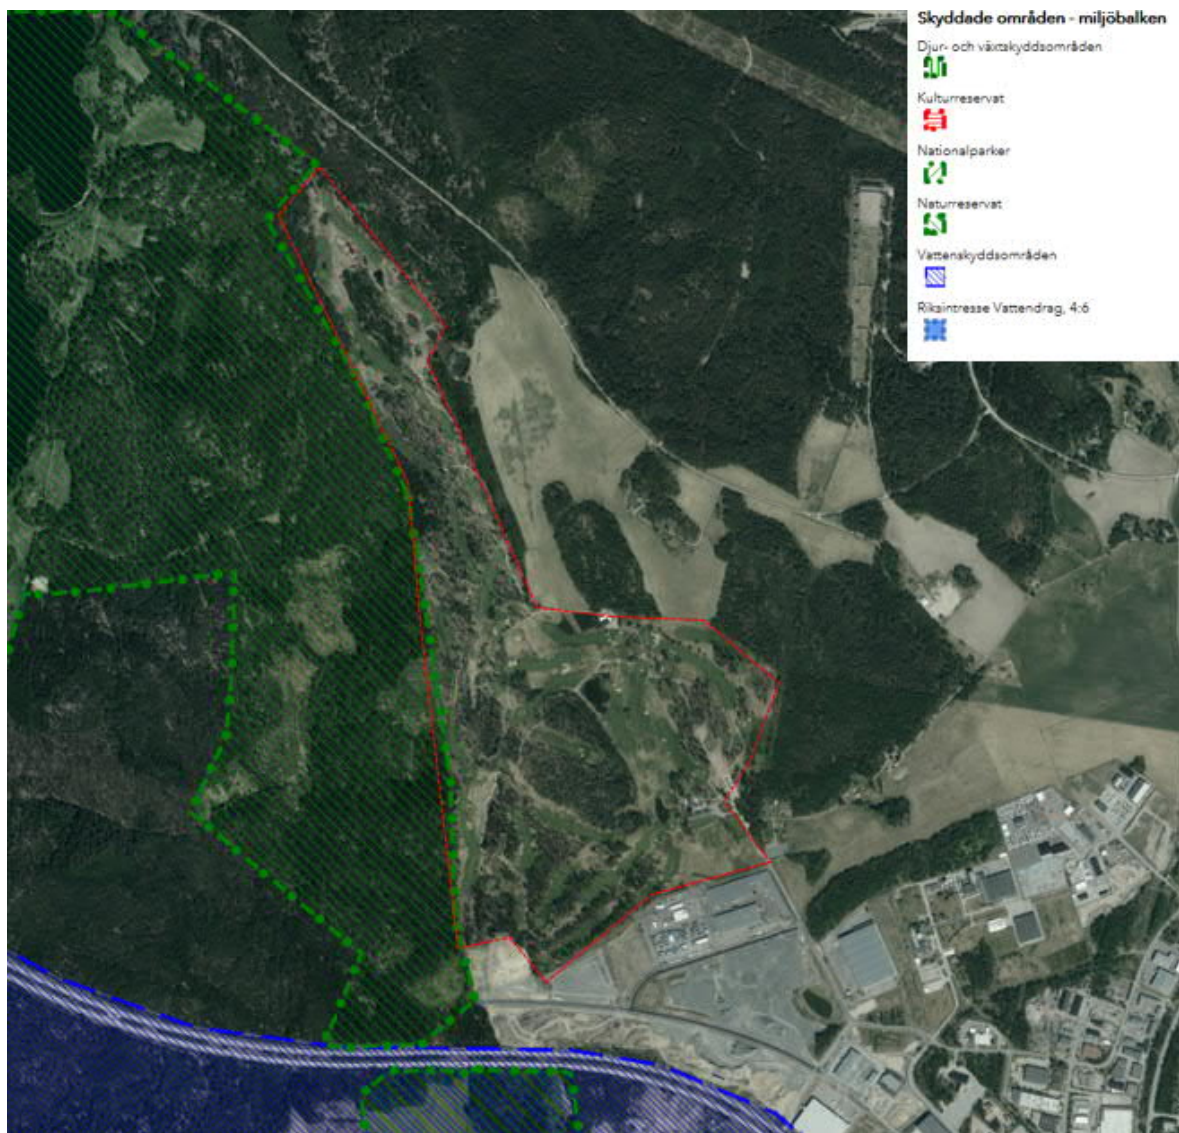 Skyddade områden - miljöbalken
Djur- och växtskyddsområden
Kulturreservat
Nationalparker
Naturreservat
Vattenskyddsområden
Riksintresse Vattendrag, 4:6